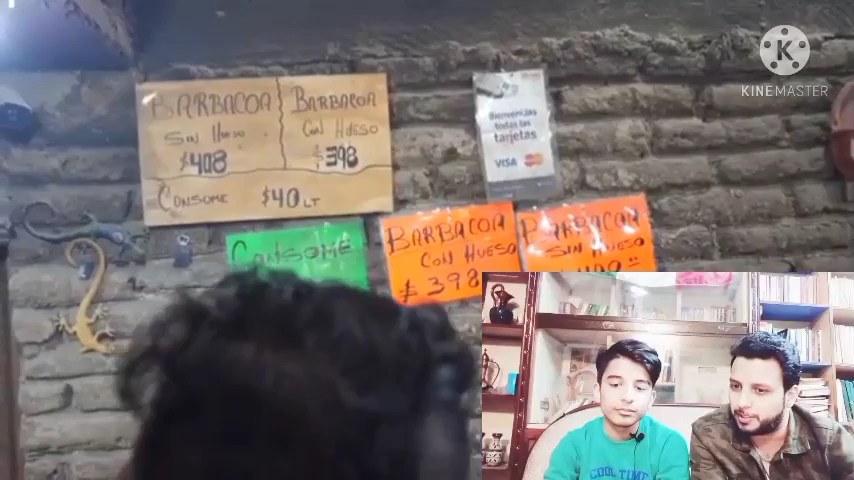 BARBACOA
SIN HUESO
$408
BARBACOA
CON HUESO
$398
CONSOME $40 LT
Bienvenidas
todas las
tarjetas
VISA
CONSOME
BARBACOA
CON HUESO
$398
BARBACOA
SIN HUESO
KINEMASTER
COOL TIME